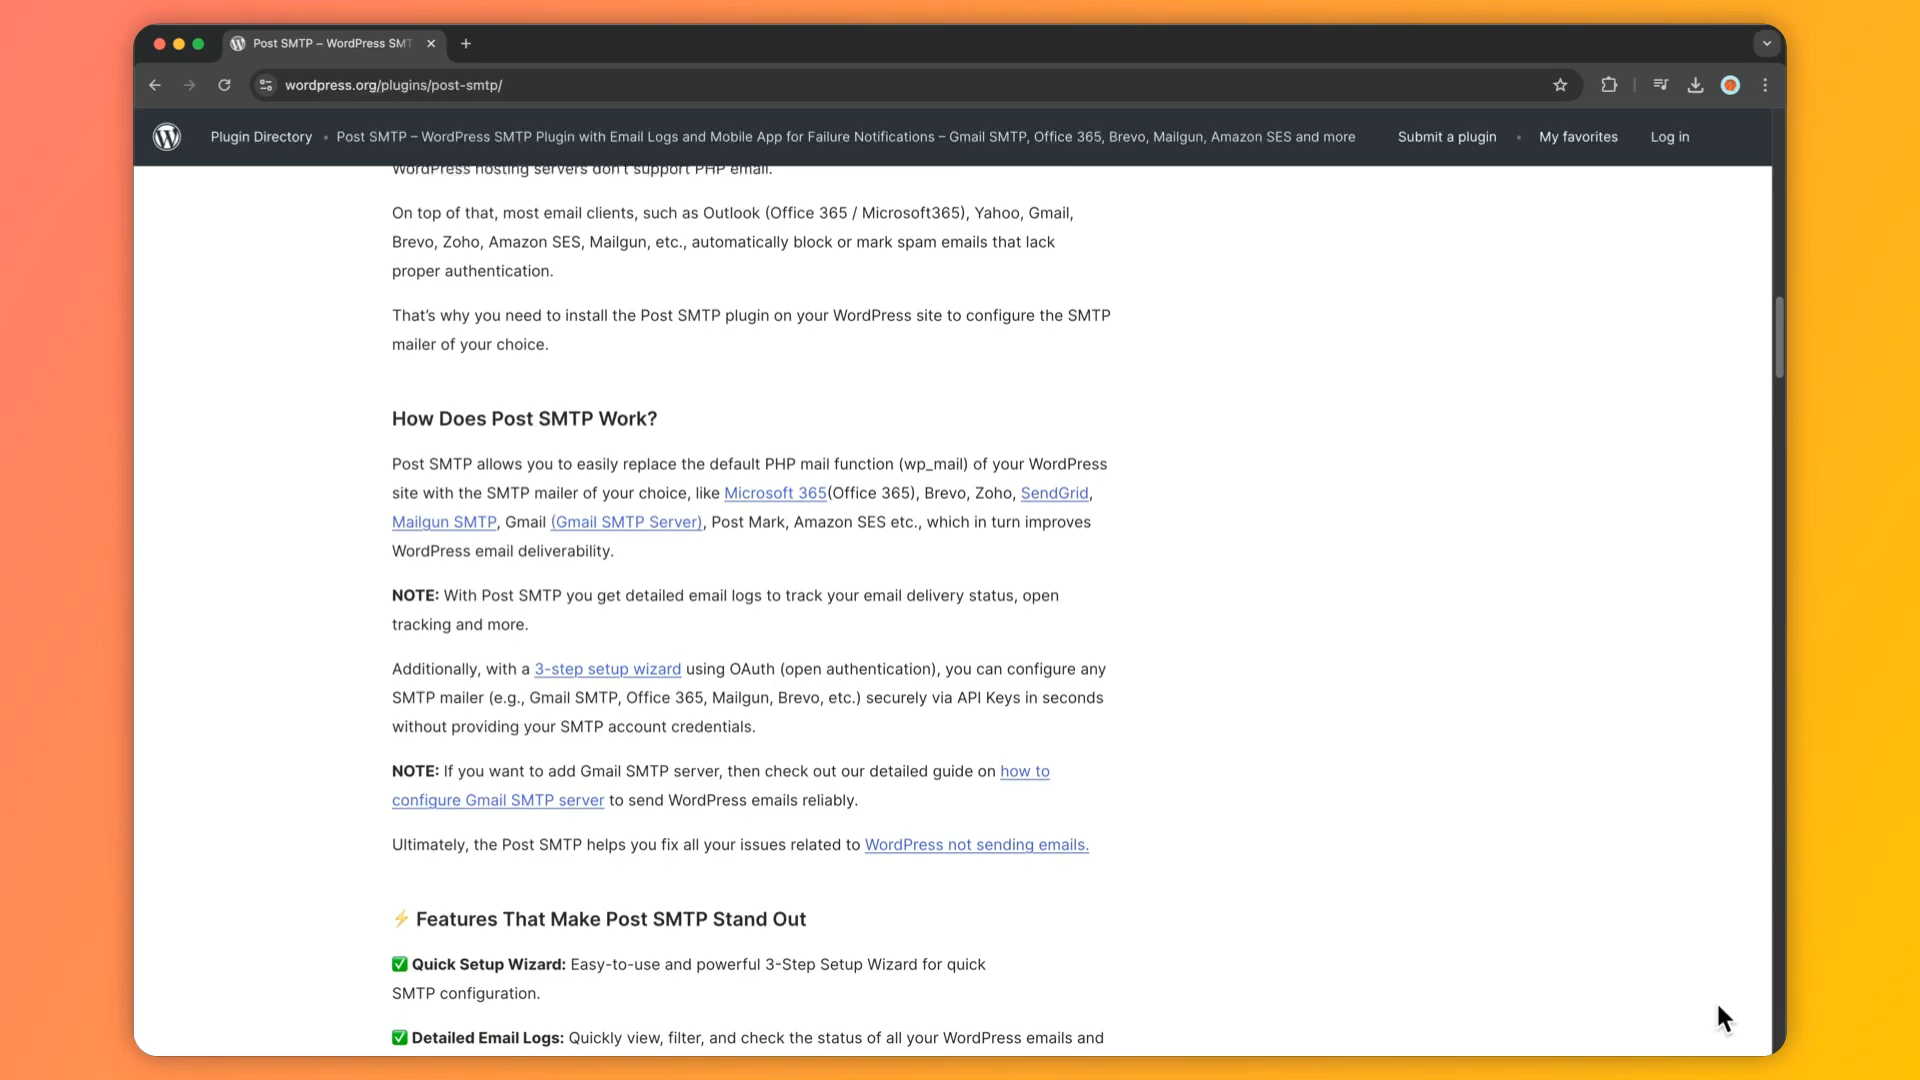 Post SMTP – WordPress SMT
wordpress.org/plugins/post-smtp/
Plugin Directory • Post SMTP – WordPress SMTP Plugin with Email Logs and Mobile App for Failure Notifications – Gmail SMTP, Office 365, Brevo, Mailgun, Amazon SES and more Submit a plugin • My favorites Log in
WordPress hosting servers don't support PHP email.
On top of that, most email clients, such as Outlook (Office 365 / Microsoft365), Yahoo, Gmail,
Brevo, Zoho, Amazon SES, Mailgun, etc., automatically block or mark spam emails that lack
proper authentication.
That’s why you need to install the Post SMTP plugin on your WordPress site to configure the SMTP
mailer of your choice.
How Does Post SMTP Work?
Post SMTP allows you to easily replace the default PHP mail function (wp_mail) of your WordPress
site with the SMTP mailer of your choice, like Microsoft 365(Office 365), Brevo, Zoho, SendGrid,
Mailgun SMTP, Gmail (Gmail SMTP Server), Post Mark, Amazon SES etc., which in turn improves
WordPress email deliverability.
NOTE: With Post SMTP you get detailed email logs to track your email delivery status, open
tracking and more.
Additionally, with a 3-step setup wizard using OAuth (open authentication), you can configure any
SMTP mailer (e.g., Gmail SMTP, Office 365, Mailgun, Brevo, etc.) securely via API Keys in seconds
without providing your SMTP account credentials.
NOTE: If you want to add Gmail SMTP server, then check out our detailed guide on how to
configure Gmail SMTP server to send WordPress emails reliably.
Ultimately, the Post SMTP helps you fix all your issues related to WordPress not sending emails.
⚡ Features That Make Post SMTP Stand Out
✅ Quick Setup Wizard: Easy-to-use and powerful 3-Step Setup Wizard for quick
SMTP configuration.
✅ Detailed Email Logs: Quickly view, filter, and check the status of all your WordPress emails and